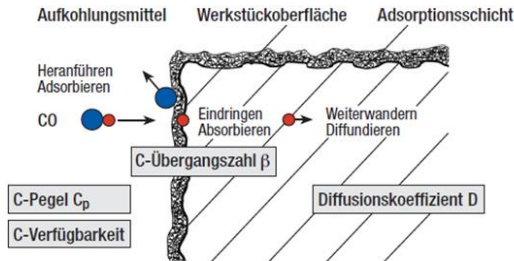 Aufkohlungsmittel Werkstückoberfläche Adsorptionsschicht
Heranführen
Adsorbieren
CO
Eindringen
Absorbieren
Weiterwandern
Diffundieren
C-Übergangszahl β
C-Pegel Cp
Diffusionskoeffizient D
C-Verfügbarkeit